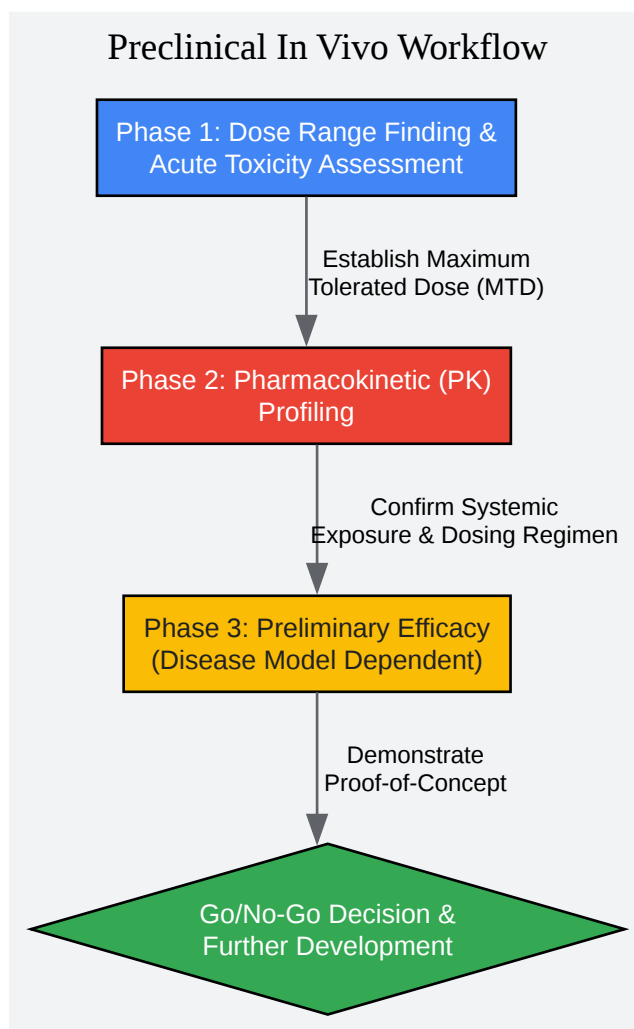 Preclinical In Vivo Workflow
Phase 1: Dose Range Finding &
Acute Toxicity Assessment
Establish Maximum
Tolerated Dose (MTD)
Phase 2: Pharmacokinetic (PK)
Profiling
Confirm Systemic
Exposure & Dosing Regimen
Phase 3: Preliminary Efficacy
(Disease Model Dependent)
Demonstrate
Proof-of-Concept
Go/No-Go Decision &
Further Development